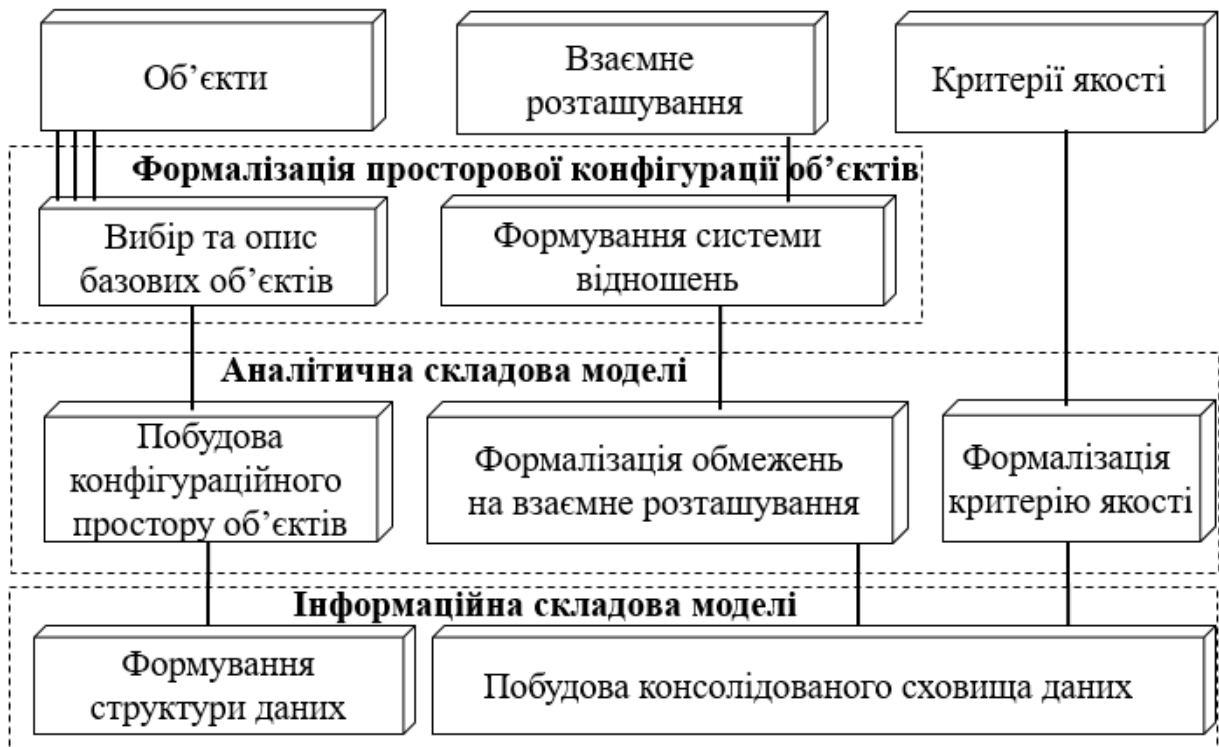 Об’єкти
Взаємне
розташування
Критерії якості
Формалізація просторової конфігурації об’єктів
Вибір та опис
базових об’єктів
Формування системи
відношень
Аналітична складова моделі
Побудова
конфігураційного
простору об’єктів
Формалізація обмежень
на взаємне розташування
Формалізація
критерію якості
Інформаційна складова моделі
Формування
структури даних
Побудова консолідованого сховища даних